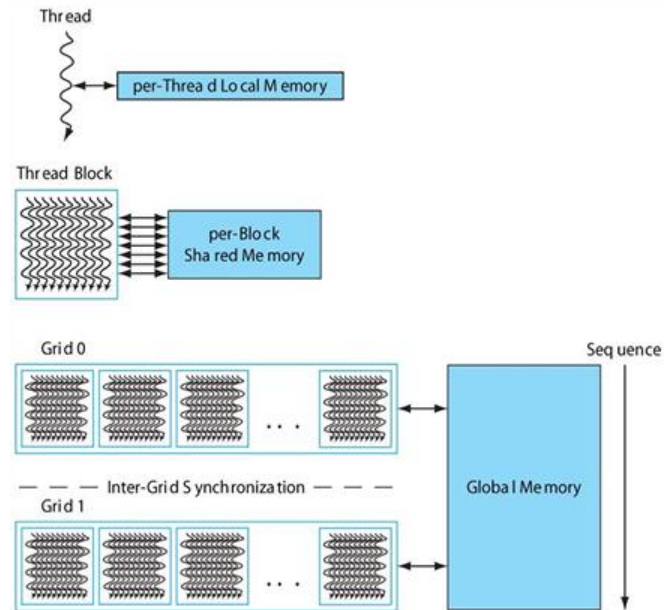 Thread
per-Thread Local Memory
Thread Block
per-Block
Shared Memory
Grid 0
Sequence
. . .
Inter-Grid Synchronization
Global Memory
Grid 1
. . .